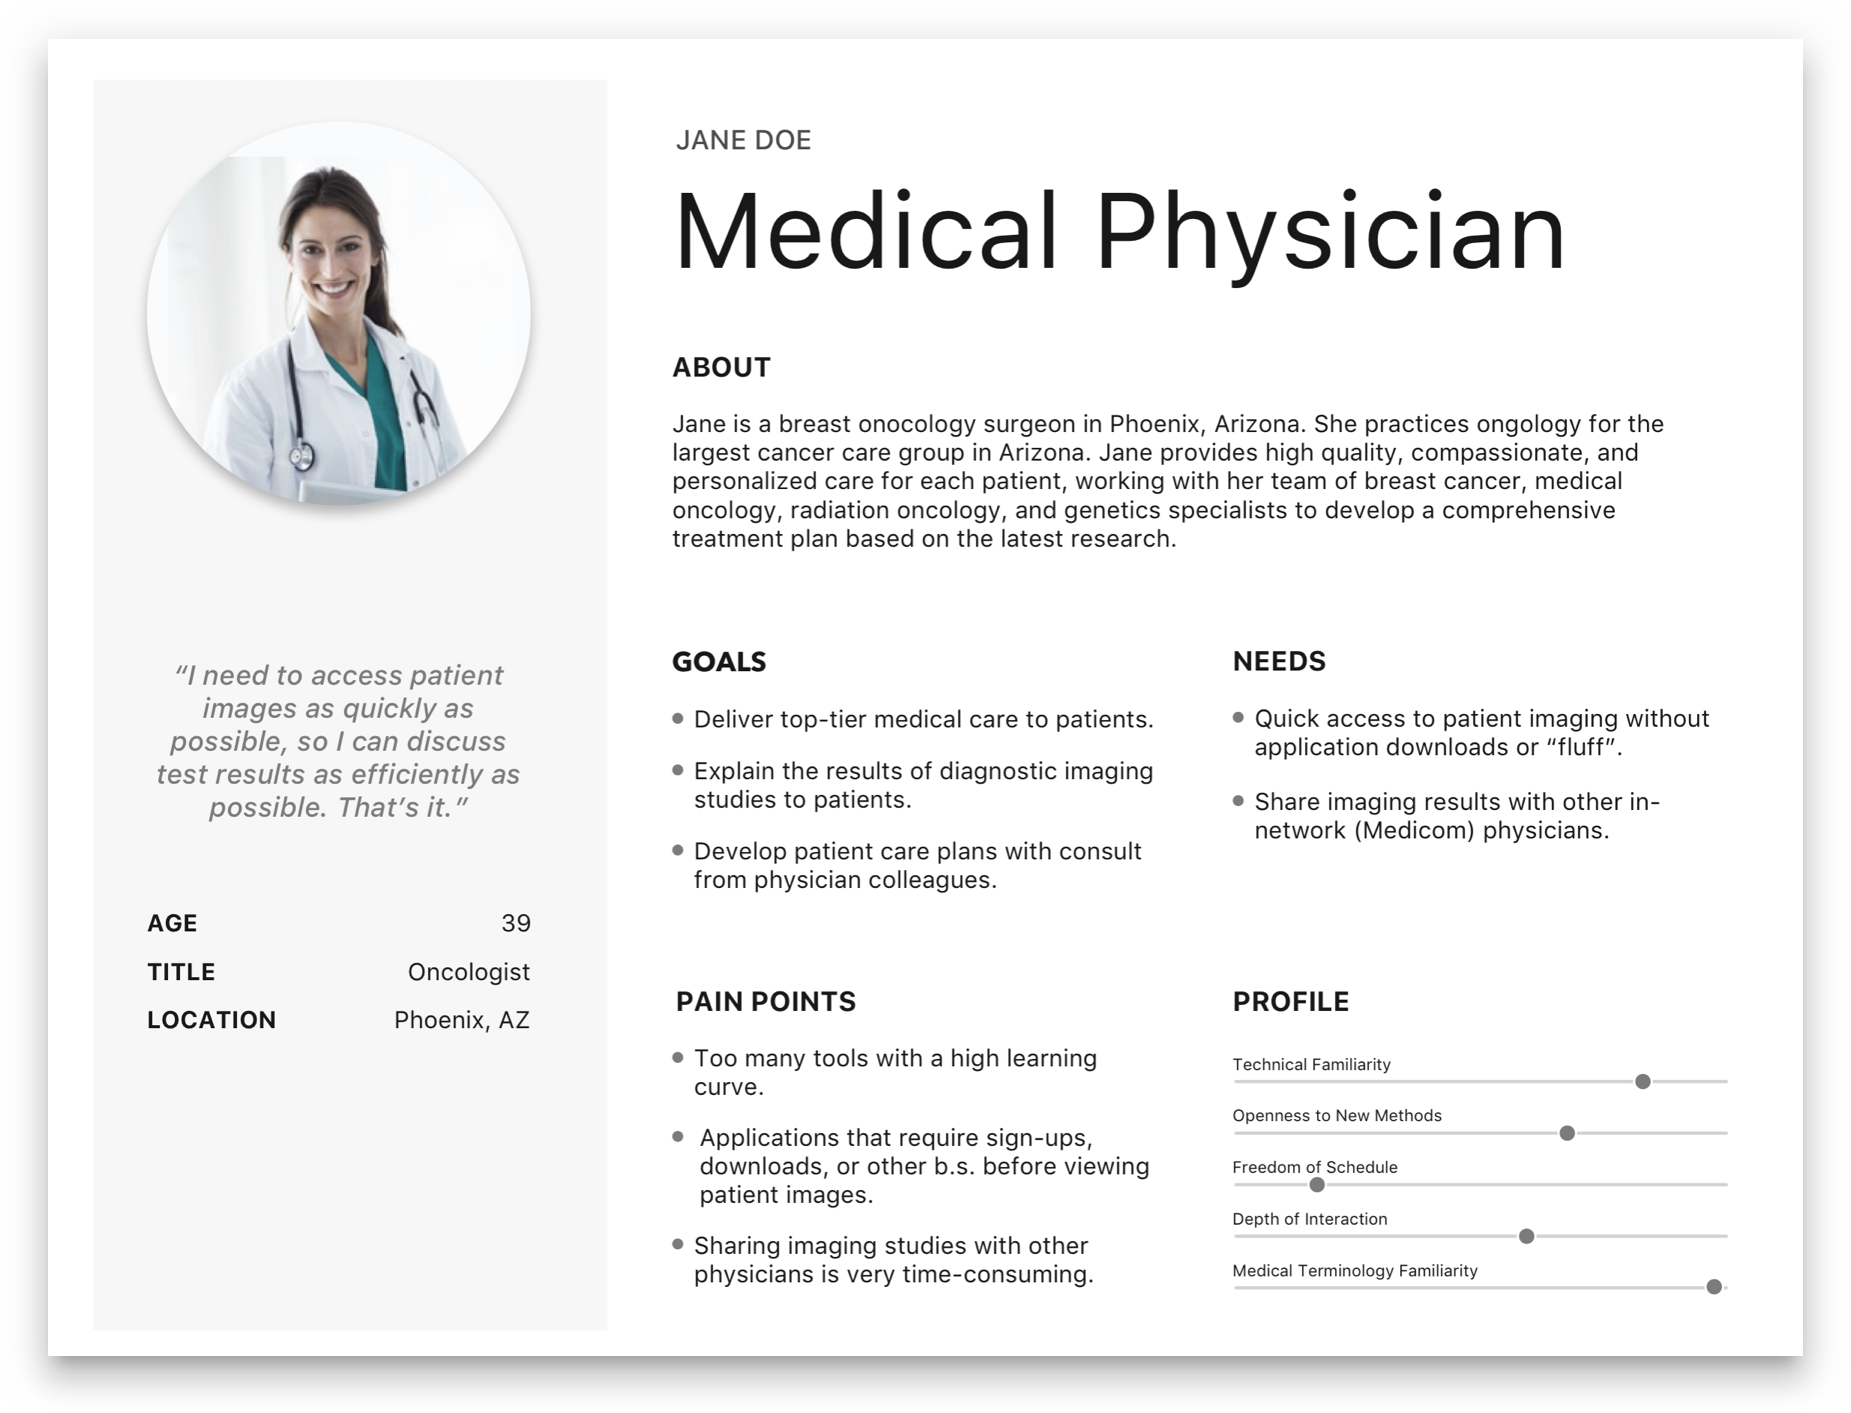 JANE DOE
Medical Physician
ABOUT
Jane is a breast onocology surgeon in Phoenix, Arizona. She practices ongology for the
largest cancer care group in Arizona. Jane provides high quality, compassionate, and
personalized care for each patient, working with her team of breast cancer, medical
oncology, radiation oncology, and genetics specialists to develop a comprehensive
treatment plan based on the latest research.
“I need to access patient
images as quickly as
possible, so I can discuss
test results as efficiently as
possible. That’s it.”
AGE 39
TITLE Oncologist
LOCATION Phoenix, AZ
GOALS
Deliver top-tier medical care to patients.
Explain the results of diagnostic imaging
studies to patients.
Develop patient care plans with consult
from physician colleagues.
NEEDS
Quick access to patient imaging without
application downloads or “fluff”.
Share imaging results with other in-
network (Medicom) physicians.
PAIN POINTS
Too many tools with a high learning
curve.
Applications that require sign-ups,
downloads, or other b.s. before viewing
patient images.
Sharing imaging studies with other
physicians is very time-consuming.
PROFILE
Technical Familiarity
Openness to New Methods
Freedom of Schedule
Depth of Interaction
Medical Terminology Familiarity